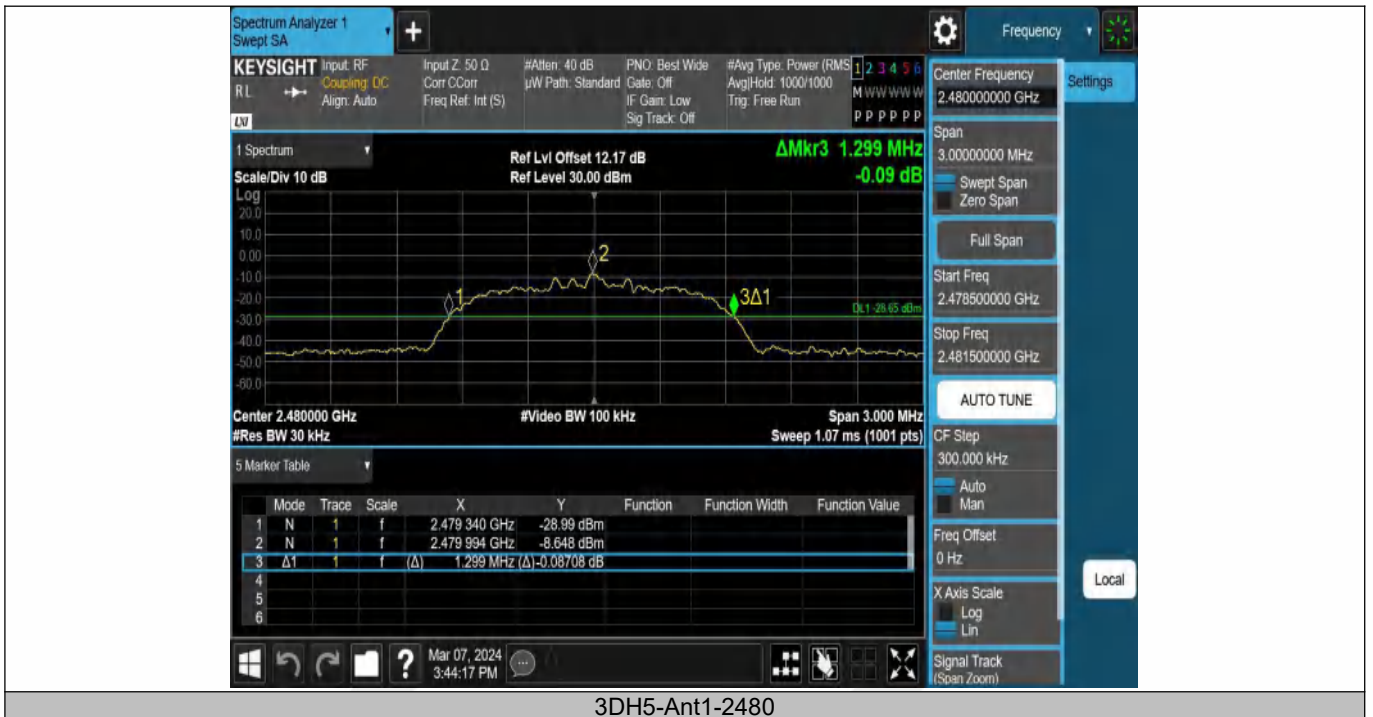 Spectrum Analyzer 1
Swept SA
Frequency
KEYSIGHT
RL
LXI
Input: RF
Coupling: DC
Align: Auto
Input Z: 50 Ω
Corr CCorr
Freq Ref: Int (S)
#Atten: 40 dB
µW Path: Standard
PNO: Best Wide
Gate: Off
IF Gain: Low
Sig Track: Off
#Avg Type: Power (RMS
Avg|Hold: 1000/1000
Trig: Free Run
1 2 3 4 5 6
M W W W W W
P P P P P P
1 Spectrum
Scale/Div 10 dB
Ref Lvl Offset 12.17 dB
Ref Level 30.00 dBm
ΔMkr3 1.299 MHz
-0.09 dB
Log
20.0
10.0
0.00
-10.0
-20.0
-30.0
-40.0
-50.0
-60.0
1
2
3Δ1
DL1 -28.65 dBm
Center 2.480000 GHz
#Video BW 100 kHz
Span 3.000 MHz
#Res BW 30 kHz
Sweep 1.07 ms (1001 pts)
5 Marker Table
Mode Trace Scale X Y Function Function Width Function Value
1 N 1 f 2.479 340 GHz -28.99 dBm
2 N 1 f 2.479 994 GHz -8.648 dBm
3 Δ1 1 f (Δ) 1.299 MHz (Δ) -0.08708 dB
4
5
6
Mar 07, 2024
3:44:17 PM
Center Frequency
2.480000000 GHz
Settings
Span
3.00000000 MHz
Swept Span
Zero Span
Full Span
Start Freq
2.478500000 GHz
Stop Freq
2.481500000 GHz
AUTO TUNE
CF Step
300.000 kHz
Auto
Man
Freq Offset
0 Hz
X Axis Scale
Log
Lin
Local
Signal Track
(Span Zoom)
3DH5-Ant1-2480